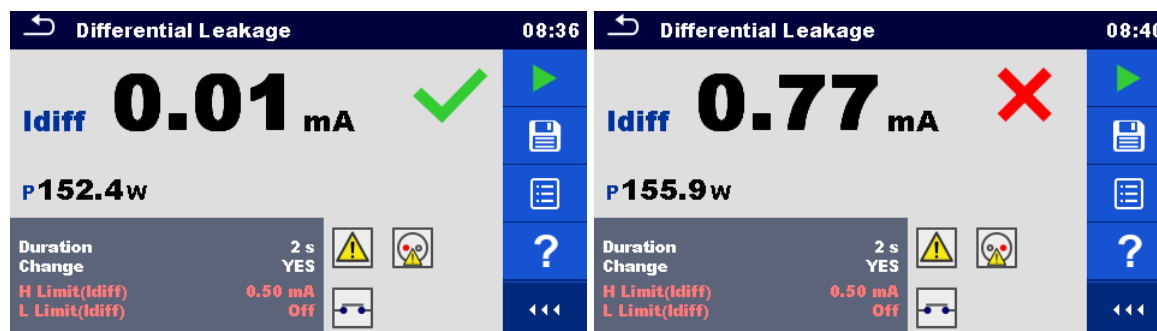 Differential Leakage 08:36
Idiff 0.01 mA
P152.4W
Duration 2 s
Change YES
H Limit(Idiff) 0.50 mA
L Limit(Idiff) Off
?
Differential Leakage 08:40
Idiff 0.77 mA
P155.9W
Duration 2 s
Change YES
H Limit(Idiff) 0.50 mA
L Limit(Idiff) Off
?